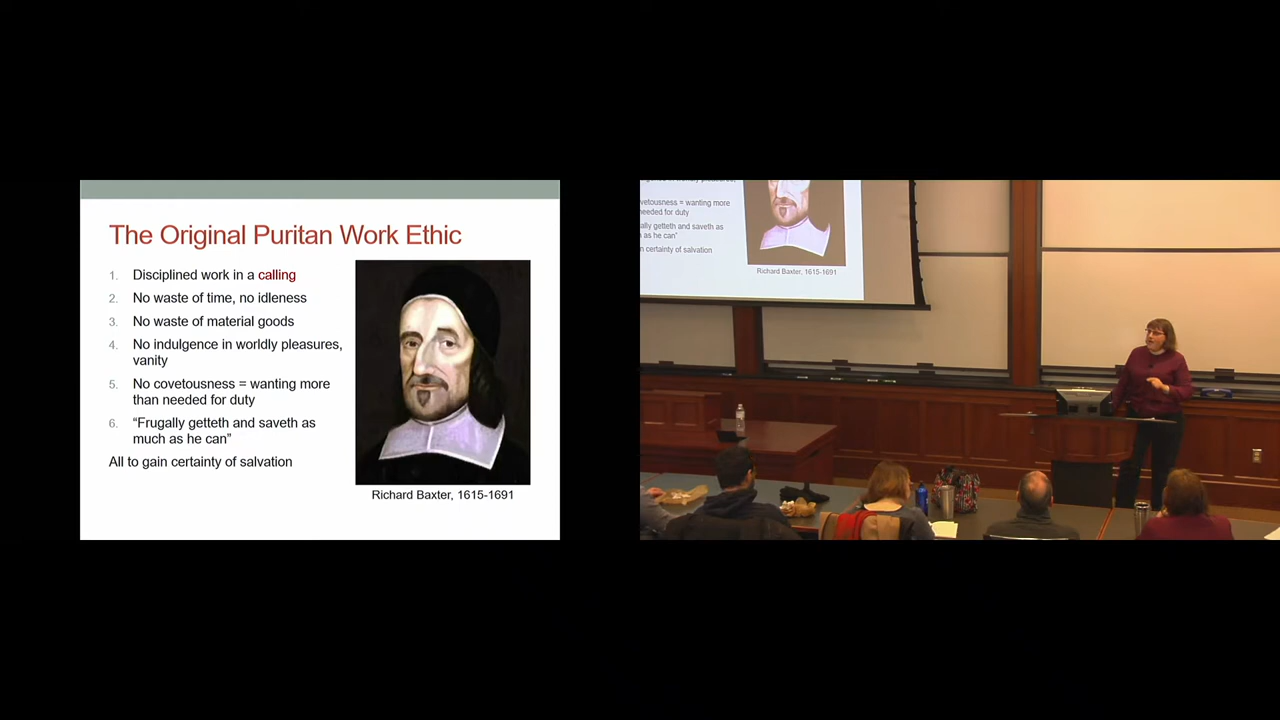 The Original Puritan Work Ethic
1. Disciplined work in a calling
2. No waste of time, no idleness
3. No waste of material goods
4. No indulgence in worldly pleasures,
vanity
5. No covetousness = wanting more
than needed for duty
6. “Frugally getteth and saveth as
much as he can”
All to gain certainty of salvation
Richard Baxter, 1615-1691
vetousness = wanting more
needed for duty
ally getteth and saveth as
as he can”
n certainty of salvation
Richard Baxter, 1615-1691